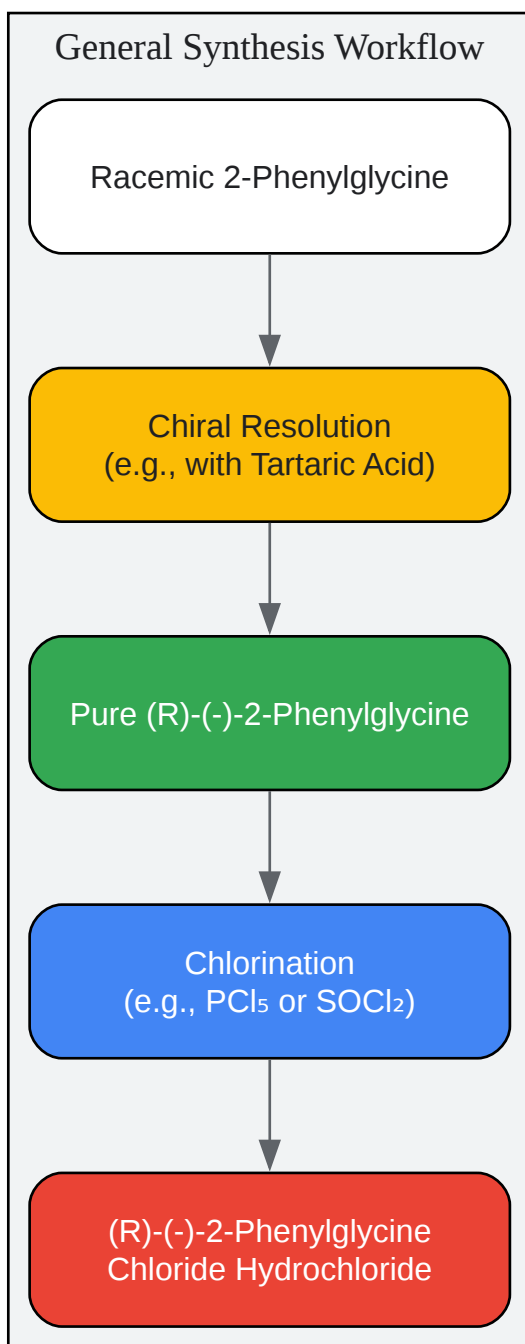 General Synthesis Workflow
Racemic 2-Phenylglycine
Chiral Resolution
(e.g., with Tartaric Acid)
Pure (R)-(-)-2-Phenylglycine
Chlorination
(e.g., PCl₅ or SOCl₂)
(R)-(-)-2-Phenylglycine
Chloride Hydrochloride